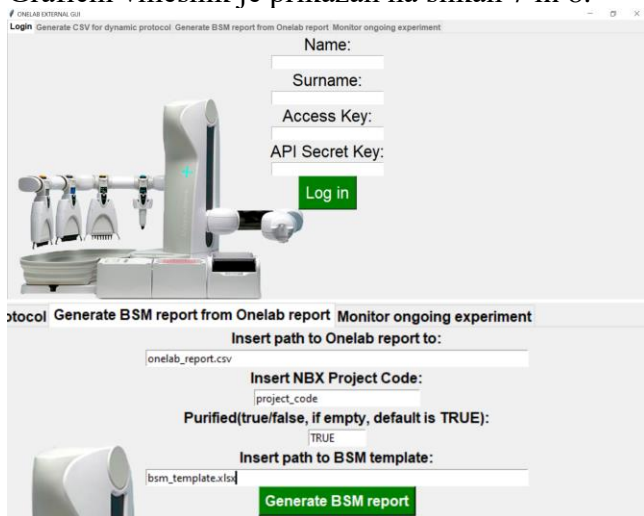 Grafični vmesnik je prikazan na slikah 7 in 8.
ONELAB EXTERNAL GUI
Login Generate CSV for dynamic protocol Generate BSM report from Onelab report Monitor ongoing experiment
Name:
Surname:
Access Key:
API Secret Key:
Log in
otocol Generate BSM report from Onelab report Monitor ongoing experiment
Insert path to Onelab report to:
onelab_report.csv
Insert NBX Project Code:
project_code
Purified(true/false, if empty, default is TRUE):
TRUE
Insert path to BSM template:
bsm_template.xlsx
Generate BSM report